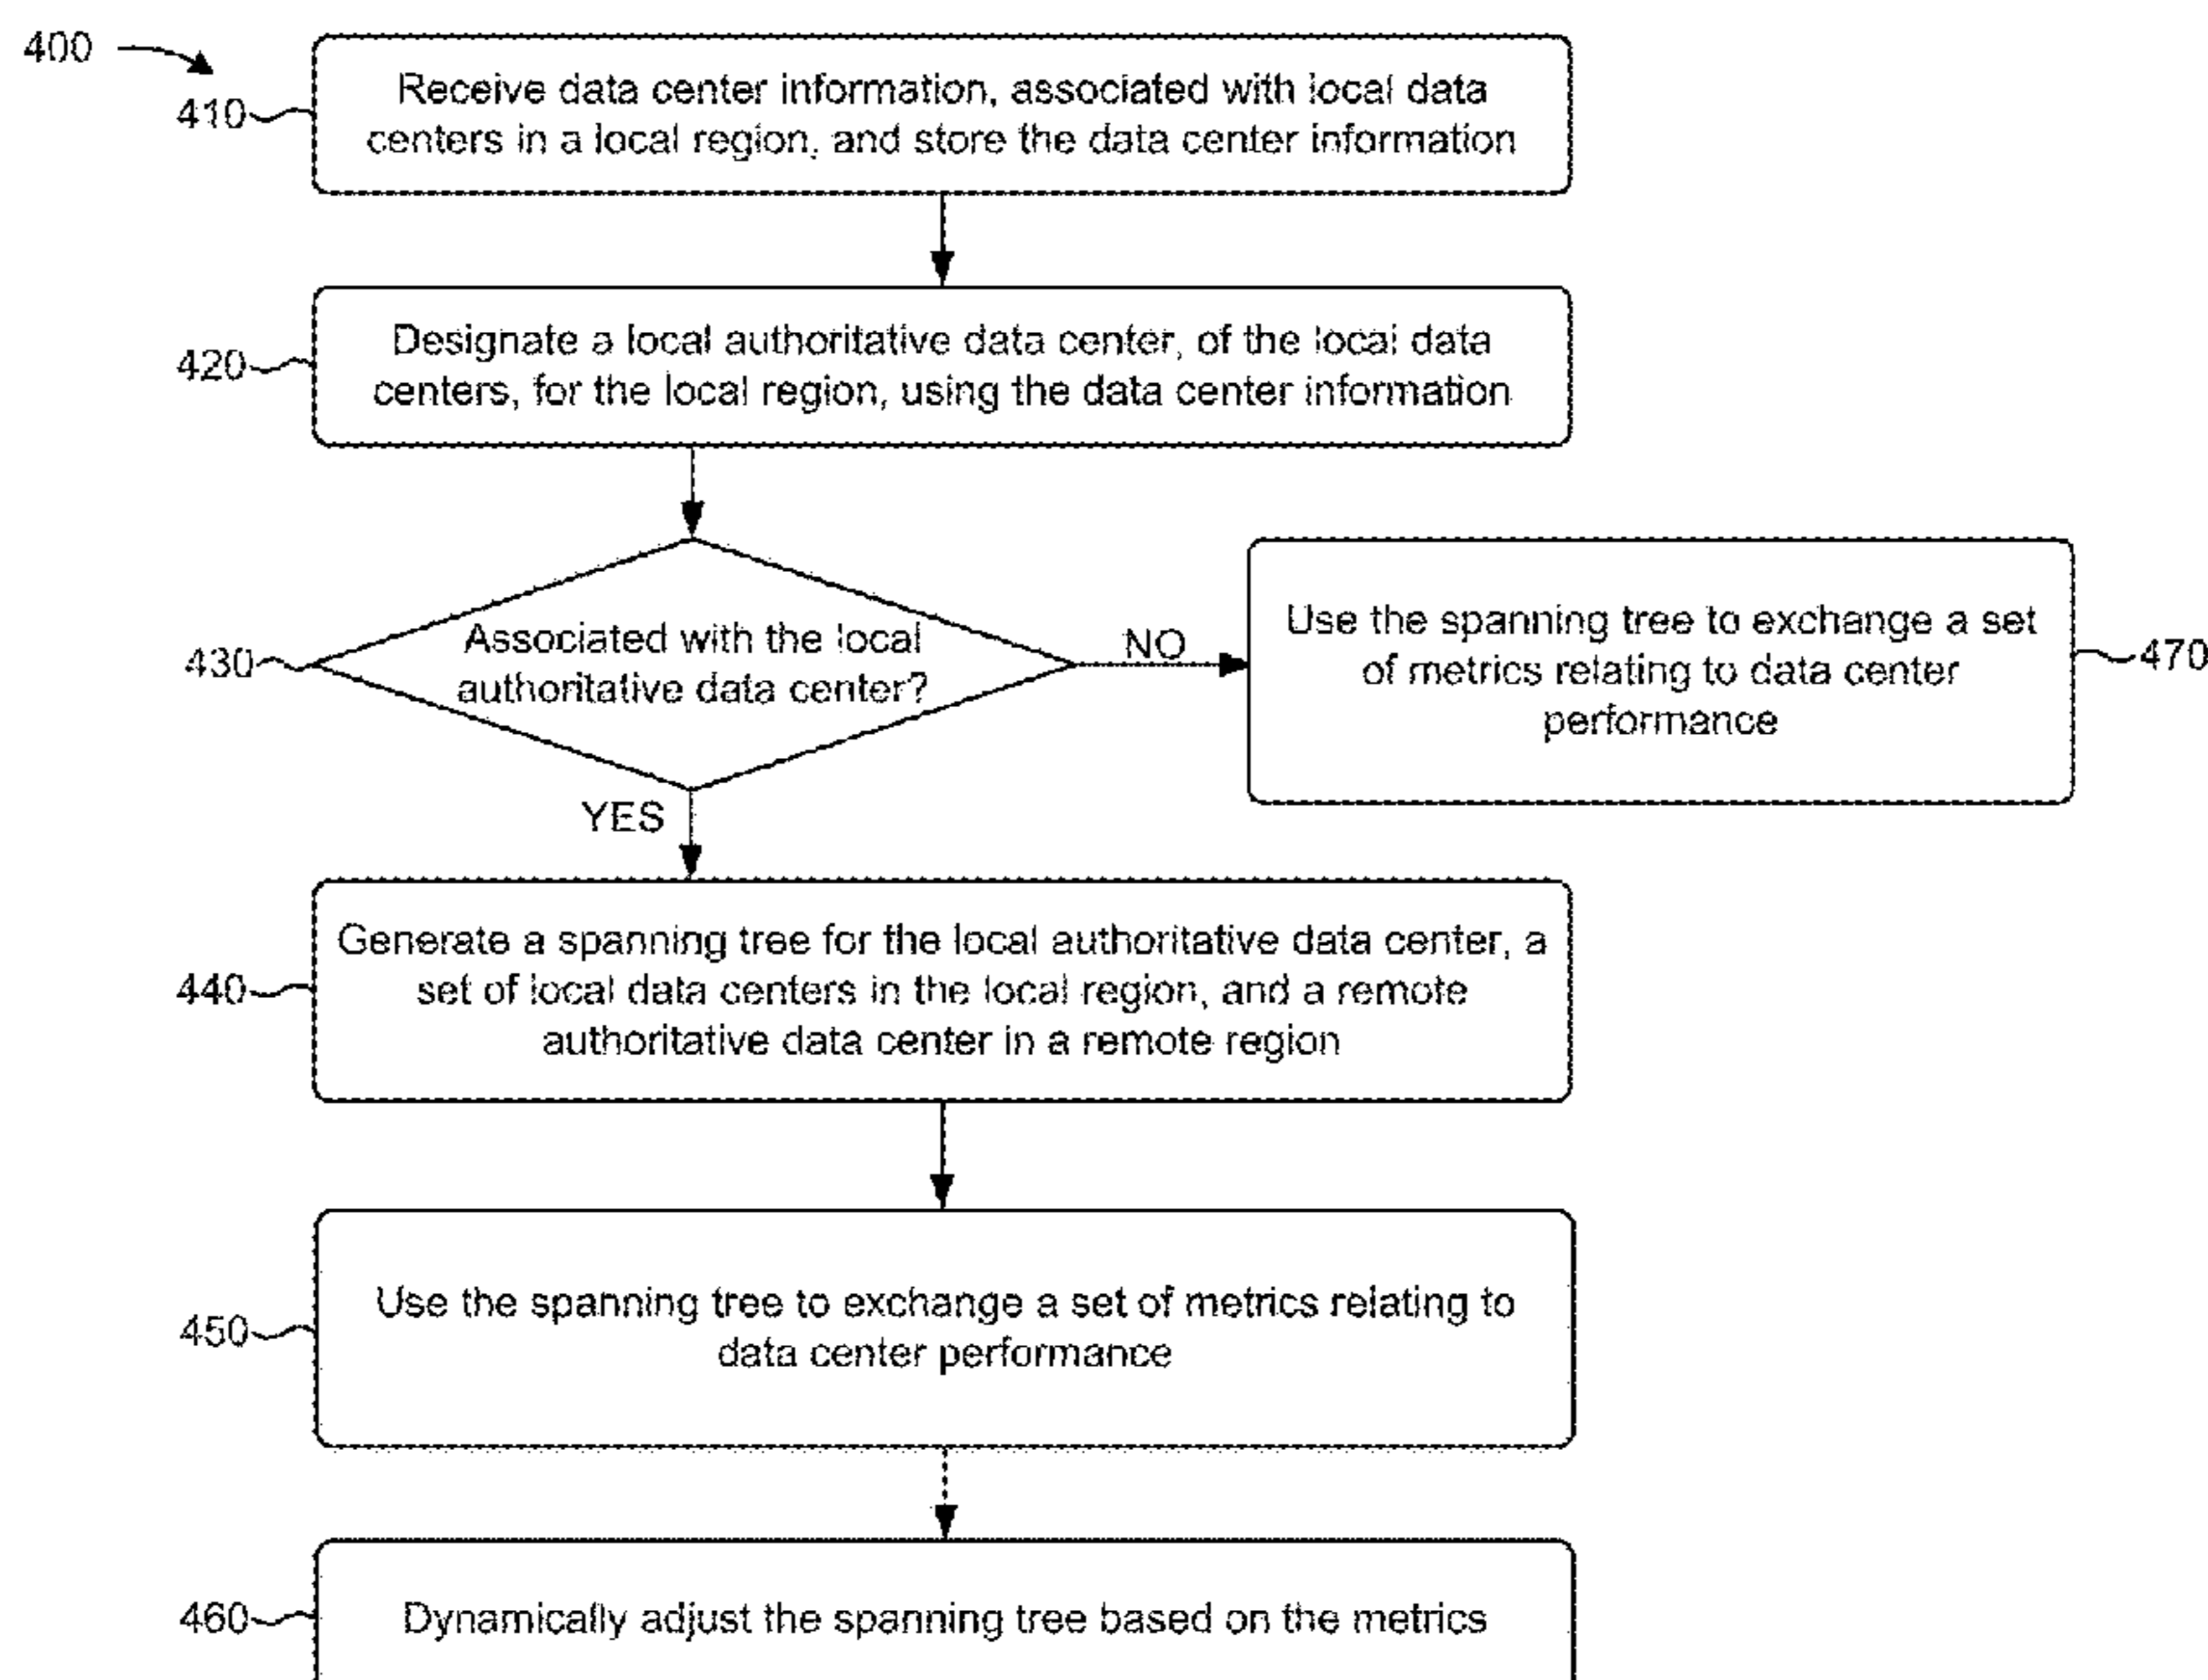 400
410
Receive data center information, associated with local data
centers in a local region, and store the data center information
420
Designate a local authoritative data center, of the local data
centers, for the local region, using the data center information
430
Associated with the local
authoritative data center?
NO
Use the spanning tree to exchange a set
of metrics relating to data center
performance
470
YES
440
Generate a spanning tree for the local authoritative data center, a
set of local data centers in the local region, and a remote
authoritative data center in a remote region
450
Use the spanning tree to exchange a set of metrics relating to
data center performance
460
Dynamically adjust the spanning tree based on the metrics